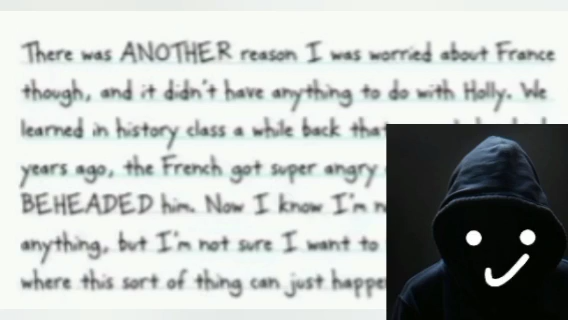 There was ANOTHER reason I was worried about France
though, and it didn't have anything to do with Holly. We
learned in history class a while back that
years ago, the French got super angry
BEHEADED him. Now I know I'm
anything, but I'm not sure I want to
where this sort of thing can just